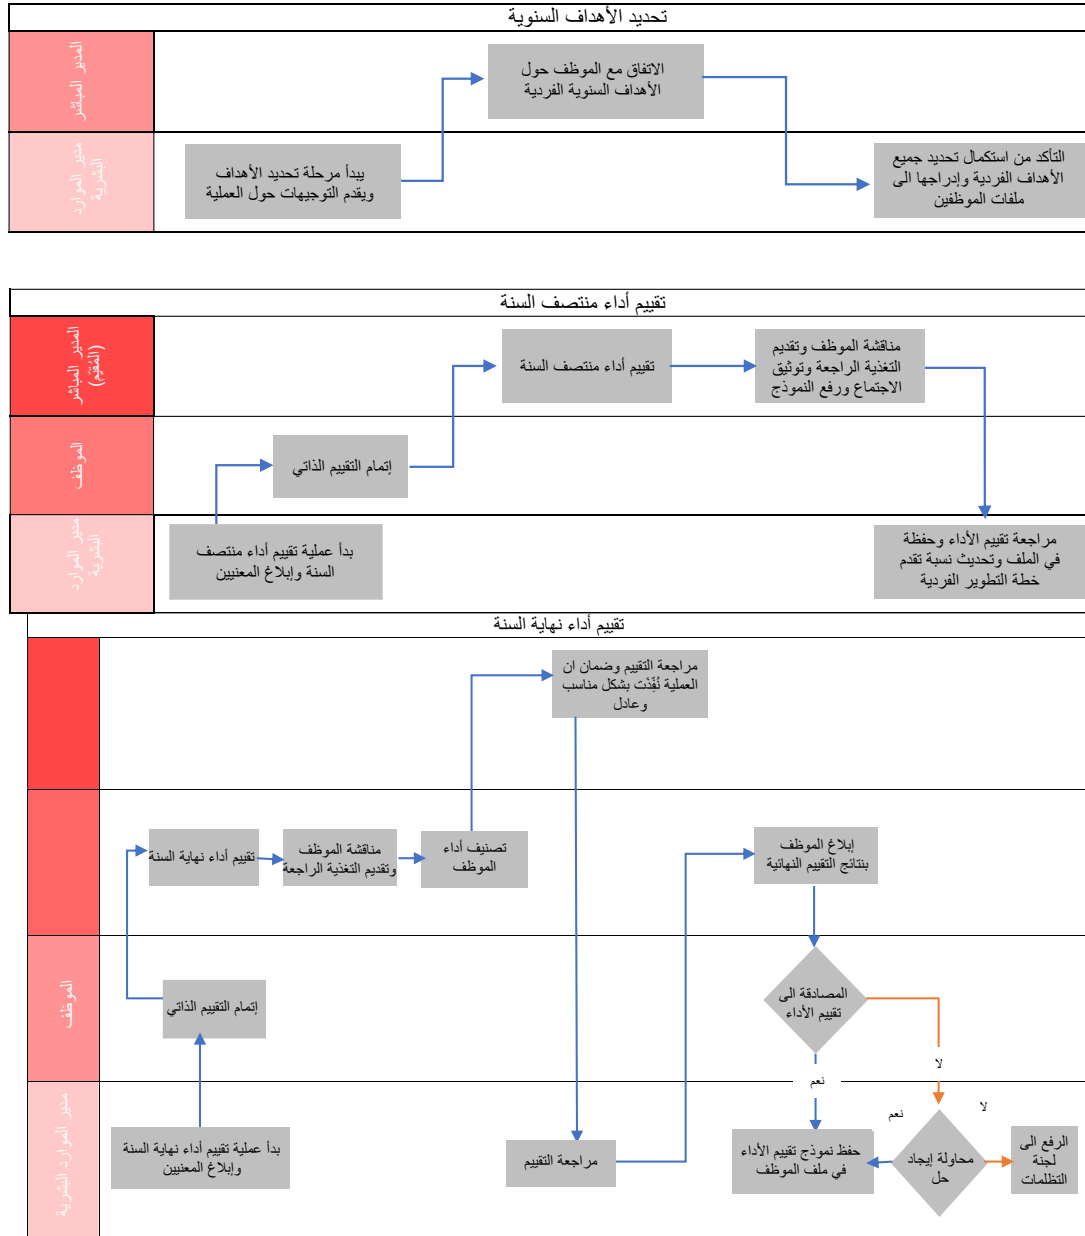 تحديد الأهداف السنوية
المدير المباشر
الاتفاق مع الموظف حول
الأهداف السنوية الفردية
مدير الموارد
البشرية
يبدأ مرحلة تحديد الأهداف
ويقدم التوجيهات حول العملية
التأكد من استكمال تحديد جميع
الأهداف الفردية وإدراجها الى
ملفات الموظفين
تقييم أداء منتصف السنة
المدير المباشر
(المُقيّم)
تقييم أداء منتصف السنة
مناقشة الموظف وتقديم
التغذية الراجعة وتوثيق
الاجتماع ورفع النموذج
الموظف
إتمام التقييم الذاتي
مدير الموارد
البشرية
بدأ عملية تقييم أداء منتصف
السنة وإبلاغ المعنيين
مراجعة تقييم الأداء وحفظة
في الملف وتحديث نسبة تقدم
خطة التطوير الفردية
تقييم أداء نهاية السنة
مراجعة التقييم وضمان ان
العملية نُفِّذَت بشكل مناسب
وعادل
تقييم أداء نهاية السنة
مناقشة الموظف
وتقديم التغذية الراجعة
تصنيف أداء
الموظف
إبلاغ الموظف
بنتائج التقييم النهائية
الموظف
إتمام التقييم الذاتي
المصادقة الى
تقييم الأداء
لا
نعم
مدير الموارد البشرية
بدأ عملية تقييم أداء نهاية السنة
وإبلاغ المعنيين
مراجعة التقييم
حفظ نموذج تقييم الأداء
في ملف الموظف
نعم
محاولة إيجاد
حل
لا
الرفع الى
لجنة
التظلمات